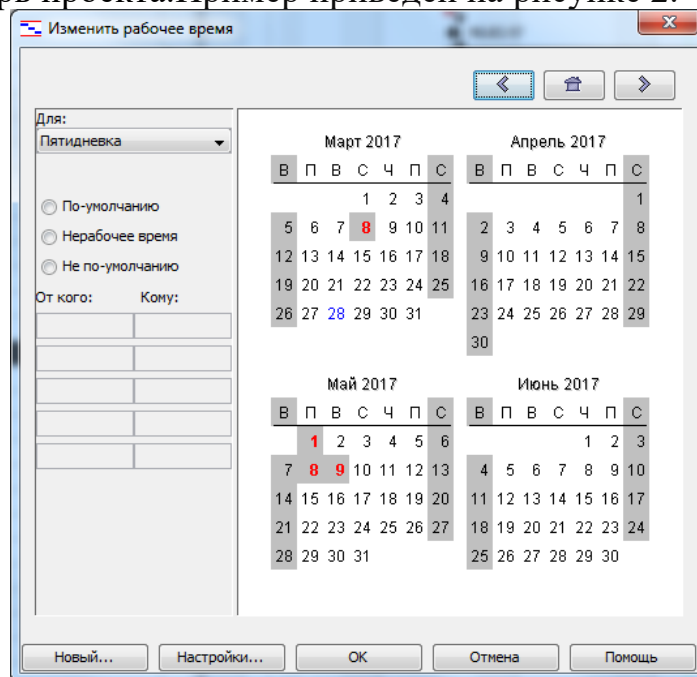 проекта.Пример приведен на рисунке 2.
Изменить рабочее время
Для:
Пятидневка
По-умолчанию
Нерабочее время
Не по-умолчанию
От кого: Кому:
Март 2017
В П В С Ч П С
1 2 3 4
5 6 7 8 9 10 11
12 13 14 15 16 17 18
19 20 21 22 23 24 25
26 27 28 29 30 31
Апрель 2017
В П В С Ч П С
1
2 3 4 5 6 7 8
9 10 11 12 13 14 15
16 17 18 19 20 21 22
23 24 25 26 27 28 29
30
Май 2017
В П В С Ч П С
1 2 3 4 5 6
7 8 9 10 11 12 13
14 15 16 17 18 19 20
21 22 23 24 25 26 27
28 29 30 31
Июнь 2017
В П В С Ч П С
1 2 3
4 5 6 7 8 9 10
11 12 13 14 15 16 17
18 19 20 21 22 23 24
25 26 27 28 29 30
Новый... Настройки... ОК Отмена Помощь